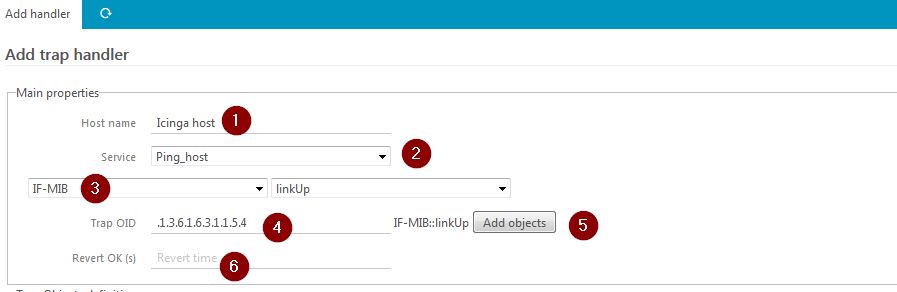 Add handler
Add trap handler
Main properties
Host name Icinga host 1
Service Ping_host 2
IF-MIB 3 linkUp
Trap OID .1.3.6.1.6.3.1.1.5.4 4 IF-MIB::linkUp Add objects 5
Revert OK (s) Revert time 6